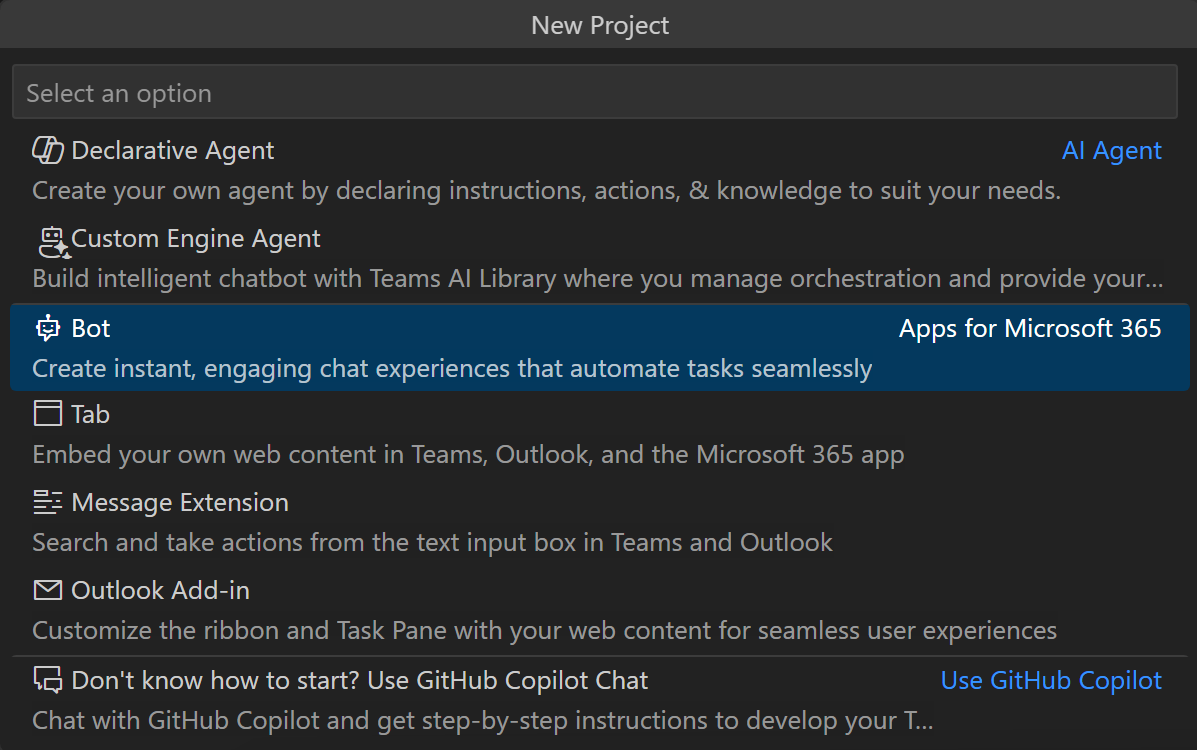 New Project
Select an option
Declarative Agent AI Agent
Create your own agent by declaring instructions, actions, & knowledge to suit your needs.
Custom Engine Agent
Build intelligent chatbot with Teams AI Library where you manage orchestration and provide your...
Bot Apps for Microsoft 365
Create instant, engaging chat experiences that automate tasks seamlessly
Tab
Embed your own web content in Teams, Outlook, and the Microsoft 365 app
Message Extension
Search and take actions from the text input box in Teams and Outlook
Outlook Add-in
Customize the ribbon and Task Pane with your web content for seamless user experiences
Don't know how to start? Use GitHub Copilot Chat Use GitHub Copilot
Chat with GitHub Copilot and get step-by-step instructions to develop your T...